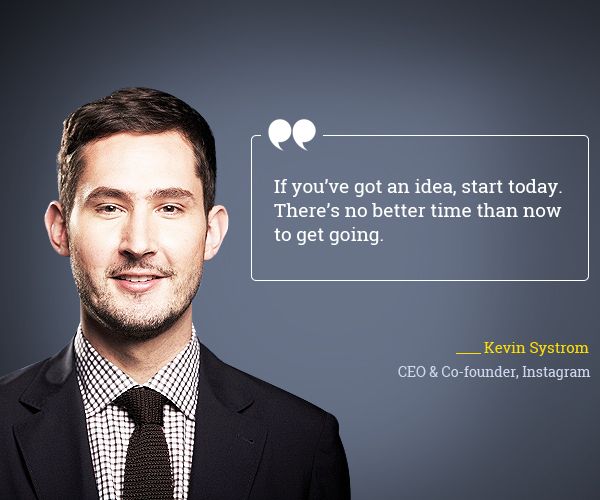 If you’ve got an idea, start today.
There’s no better time than now
to get going.
Kevin Systrom
CEO & Co-founder, Instagram